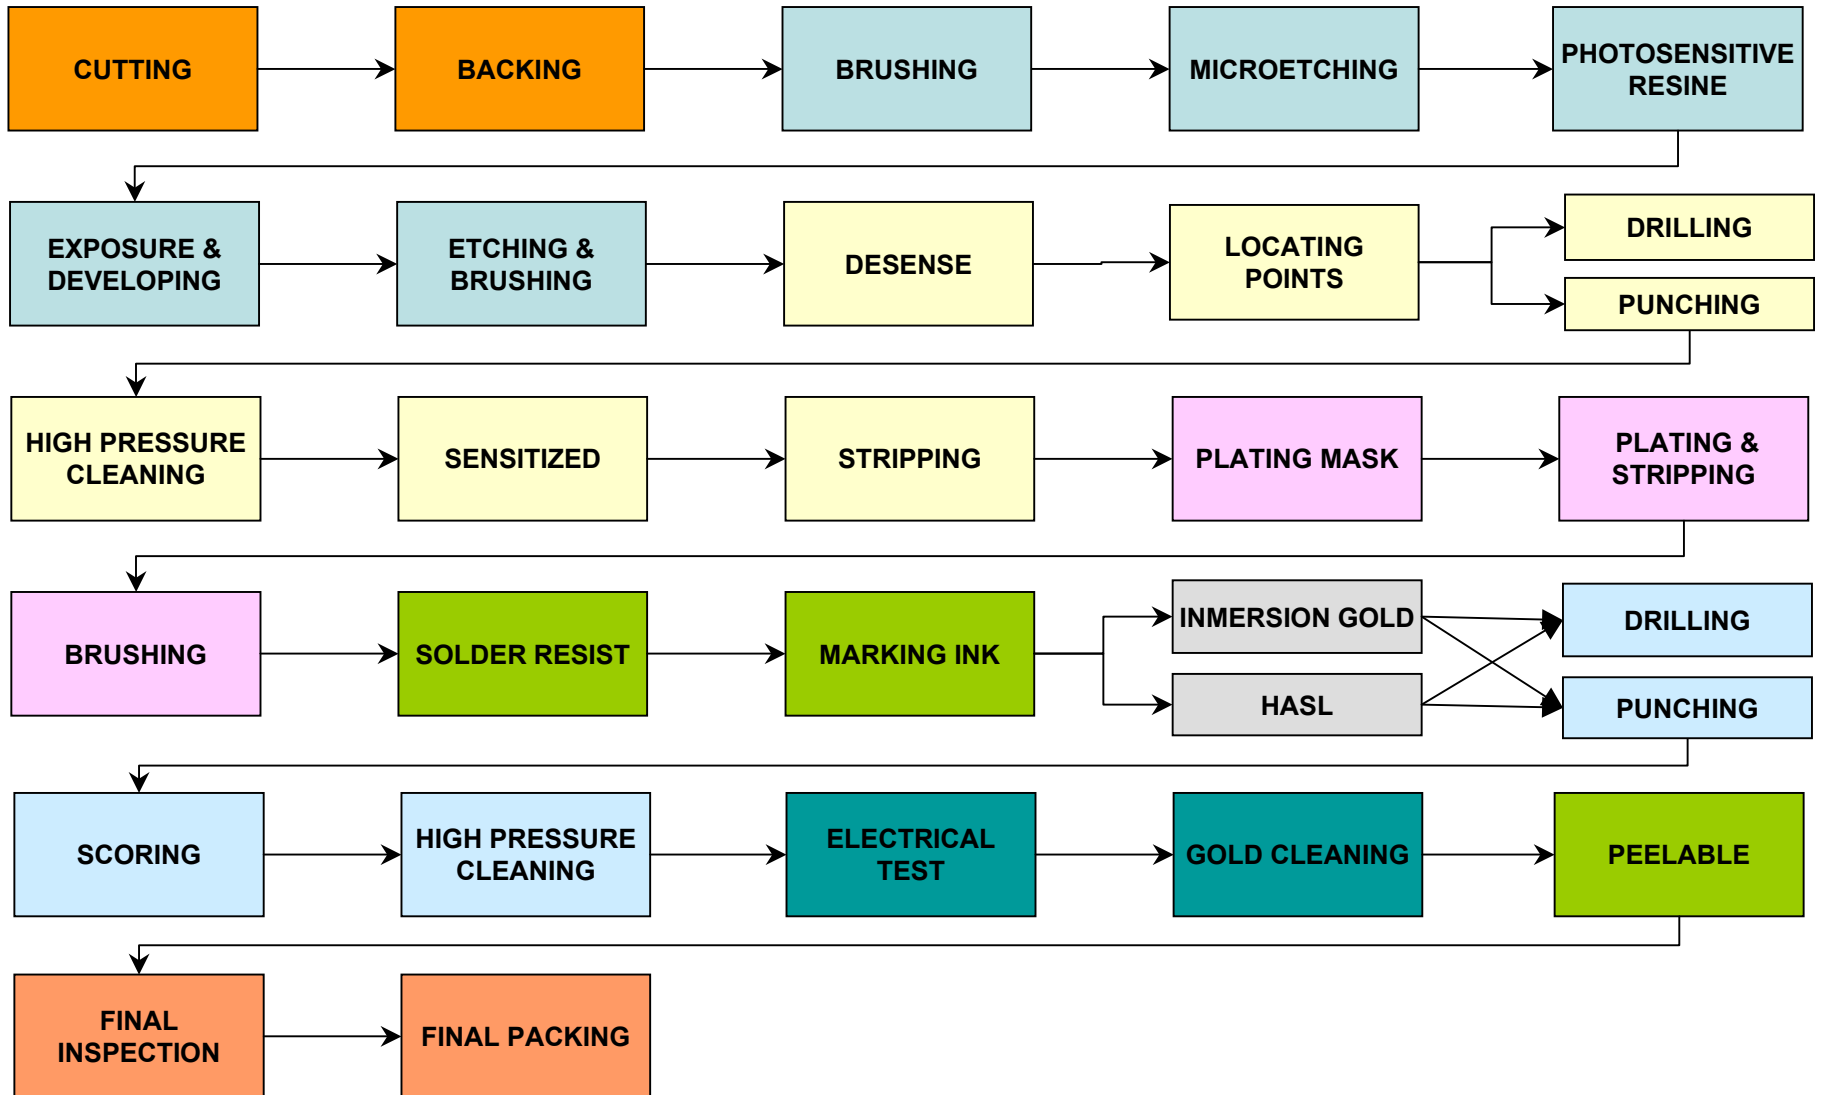 CUTTING
BACKING
BRUSHING
MICROETCHING
PHOTOSENSITIVE
RESINE
EXPOSURE &
DEVELOPING
ETCHING &
BRUSHING
DESENSE
LOCATING
POINTS
DRILLING
PUNCHING
HIGH PRESSURE
CLEANING
SENSITIZED
STRIPPING
PLATING MASK
PLATING &
STRIPPING
BRUSHING
SOLDER RESIST
MARKING INK
INMERSION GOLD
HASL
DRILLING
PUNCHING
SCORING
HIGH PRESSURE
CLEANING
ELECTRICAL
TEST
GOLD CLEANING
PEELABLE
FINAL
INSPECTION
FINAL PACKING